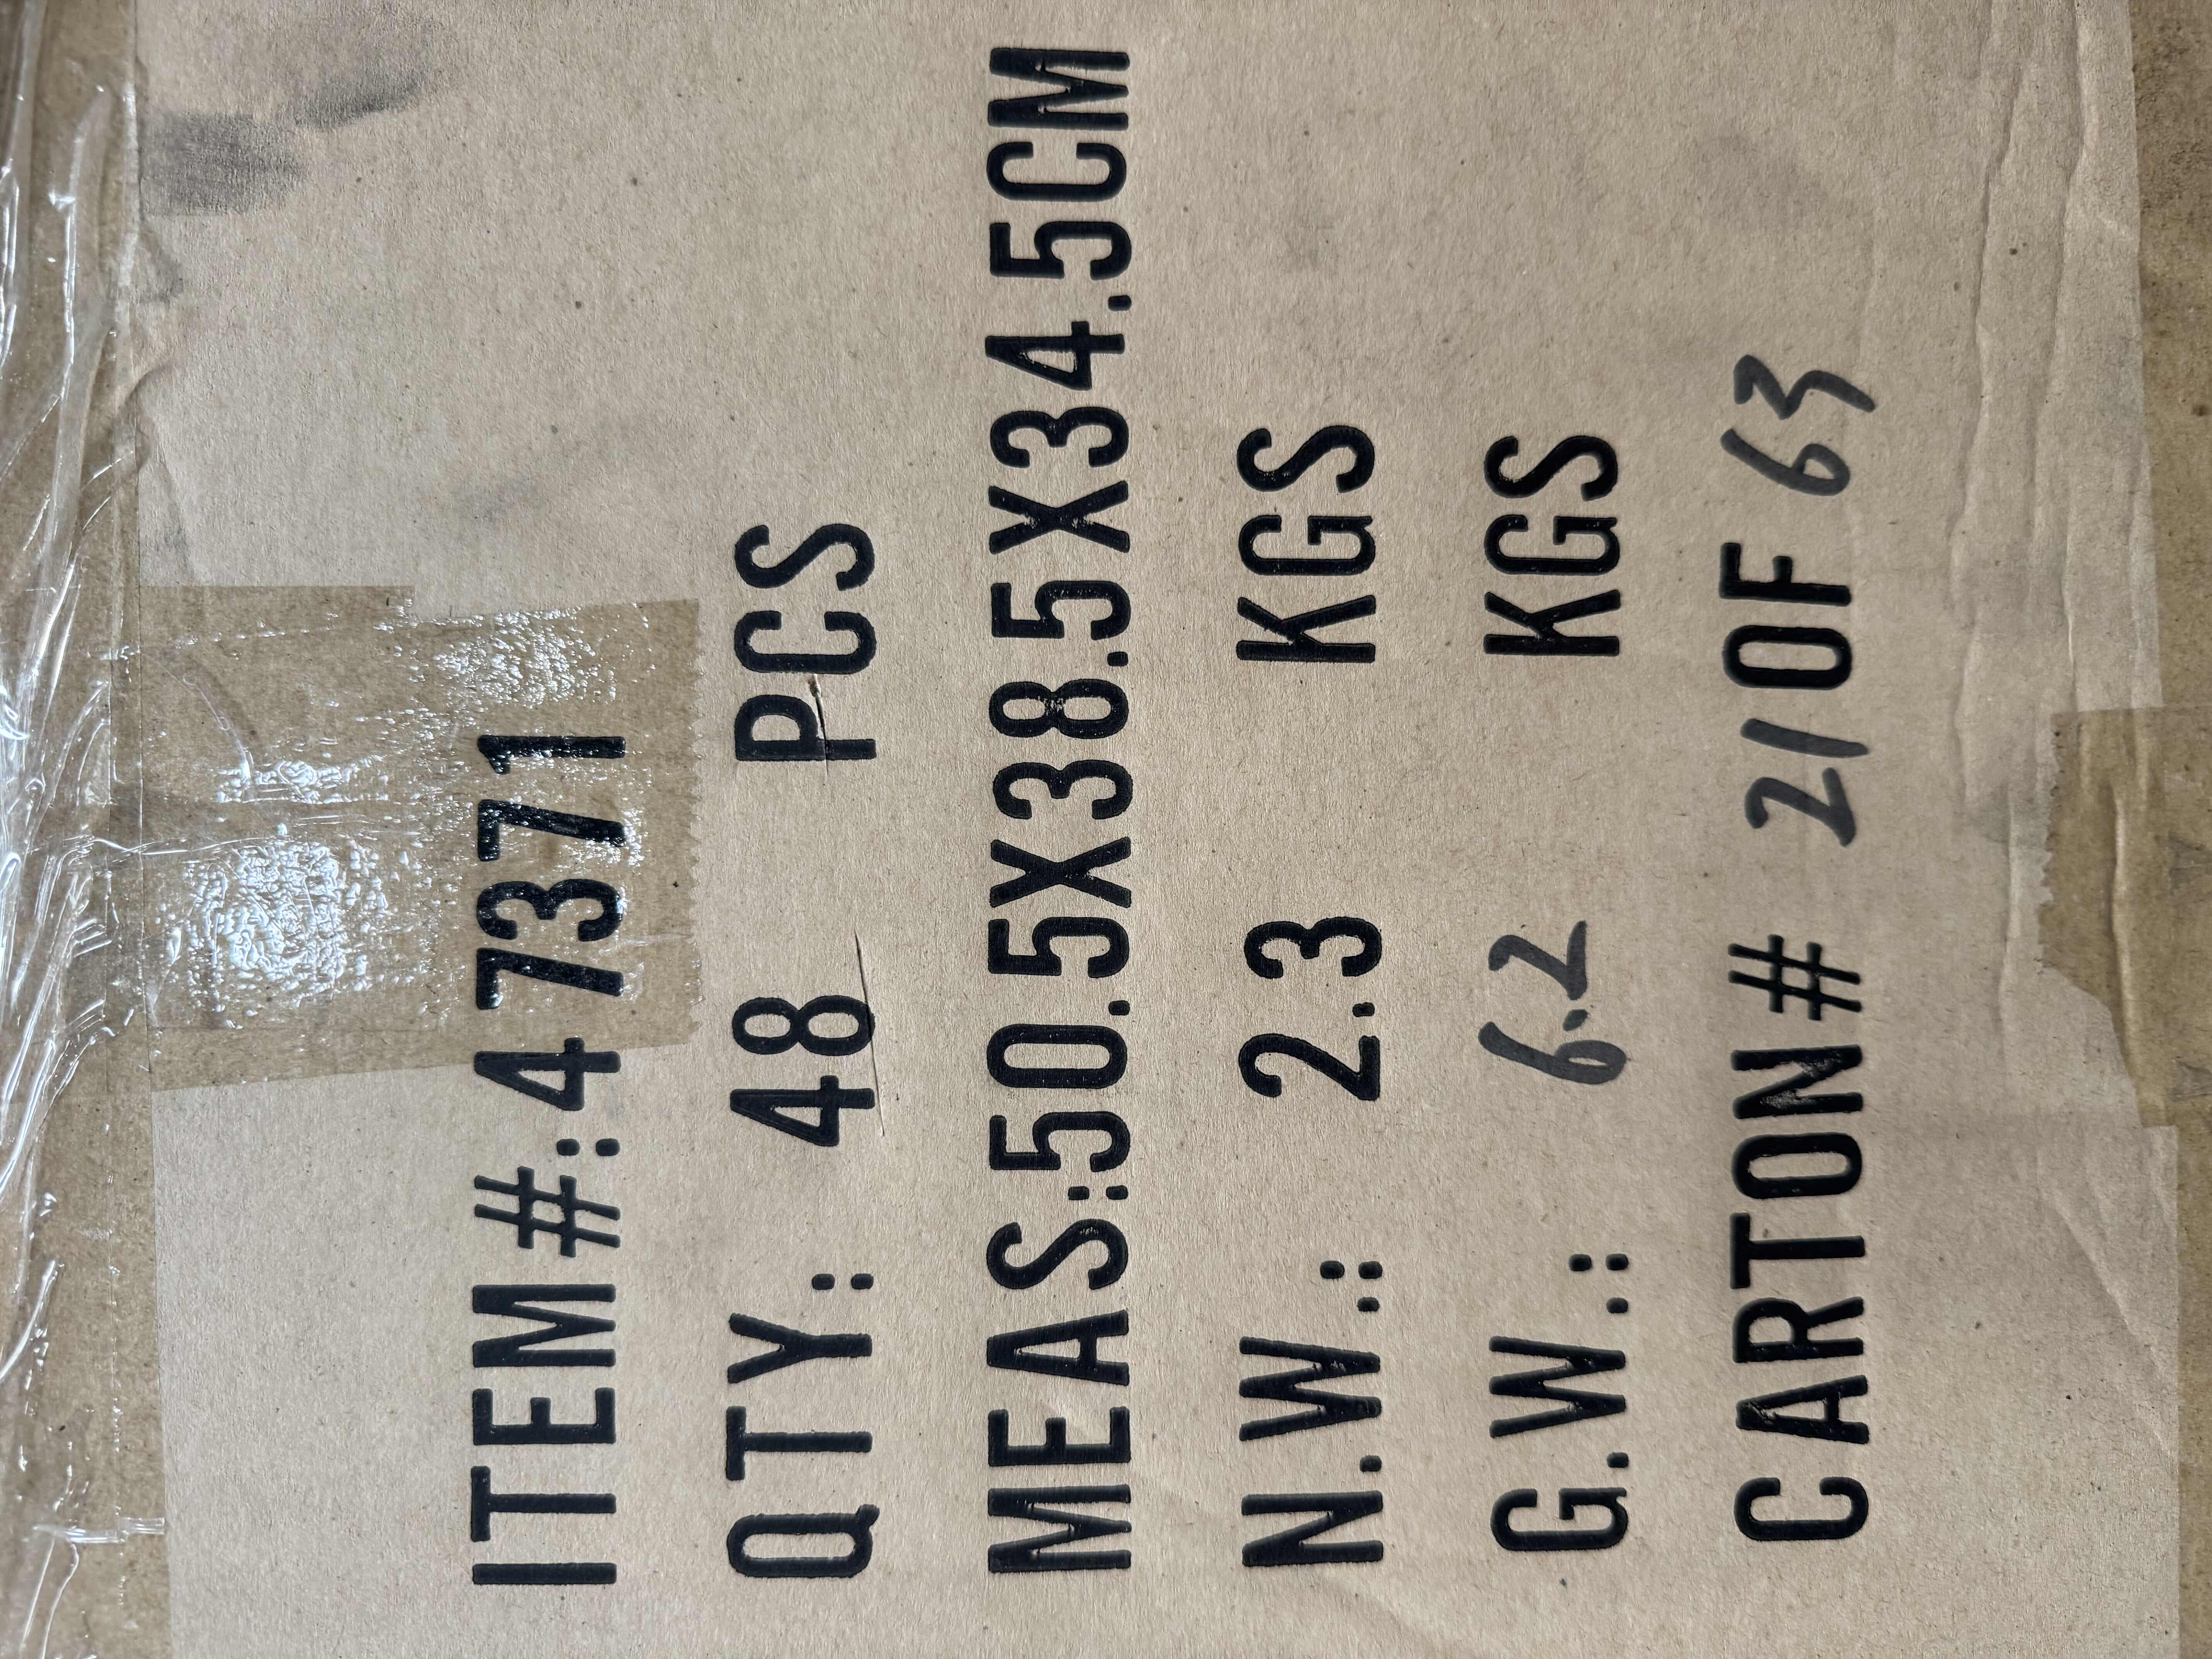 ITEM#:47371
QTY: 48 PCS
MEAS:50.5X38.5X34.5CM
N.W.: 2.3 KGS
G.W.: 6.2 KGS
CARTON# 21 OF 63